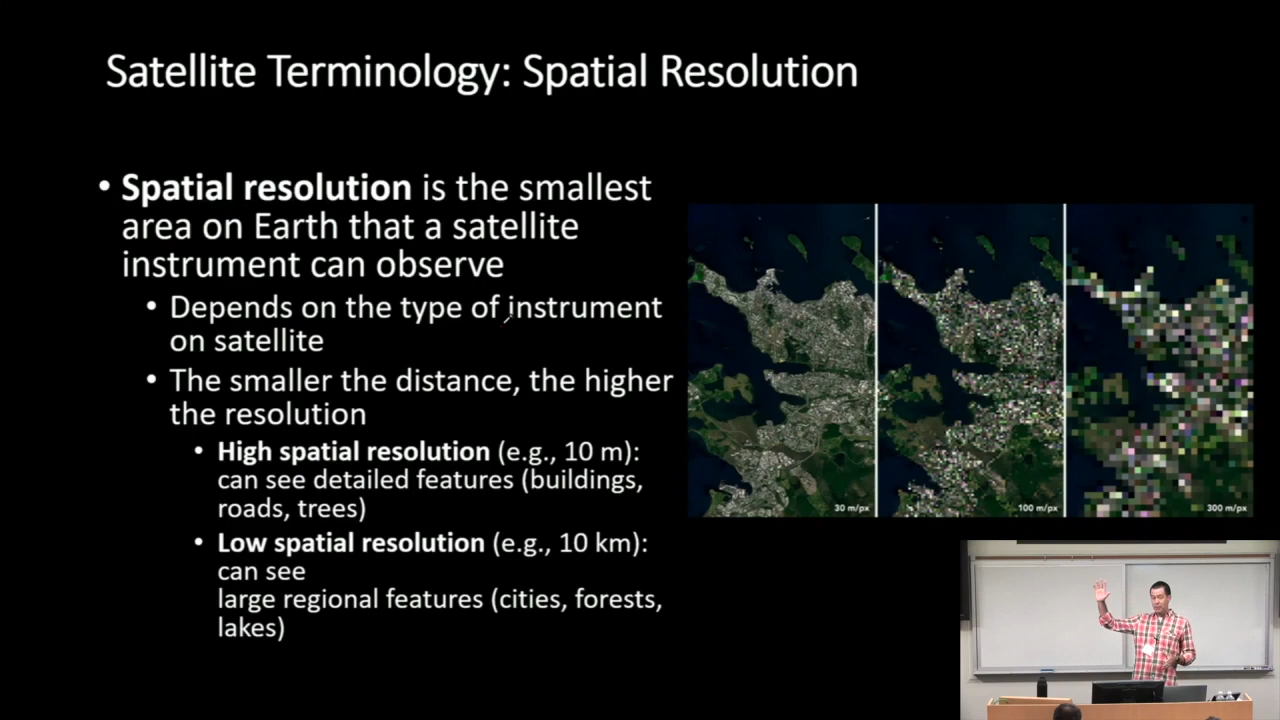 Satellite Terminology: Spatial Resolution
• Spatial resolution is the smallest
area on Earth that a satellite
instrument can observe
• Depends on the type of instrument
on satellite
• The smaller the distance, the higher
the resolution
• High spatial resolution (e.g., 10 m):
can see detailed features (buildings,
roads, trees)
• Low spatial resolution (e.g., 10 km):
can see
large regional features (cities, forests,
lakes)
30 m/px
100 m/px
300 m/px